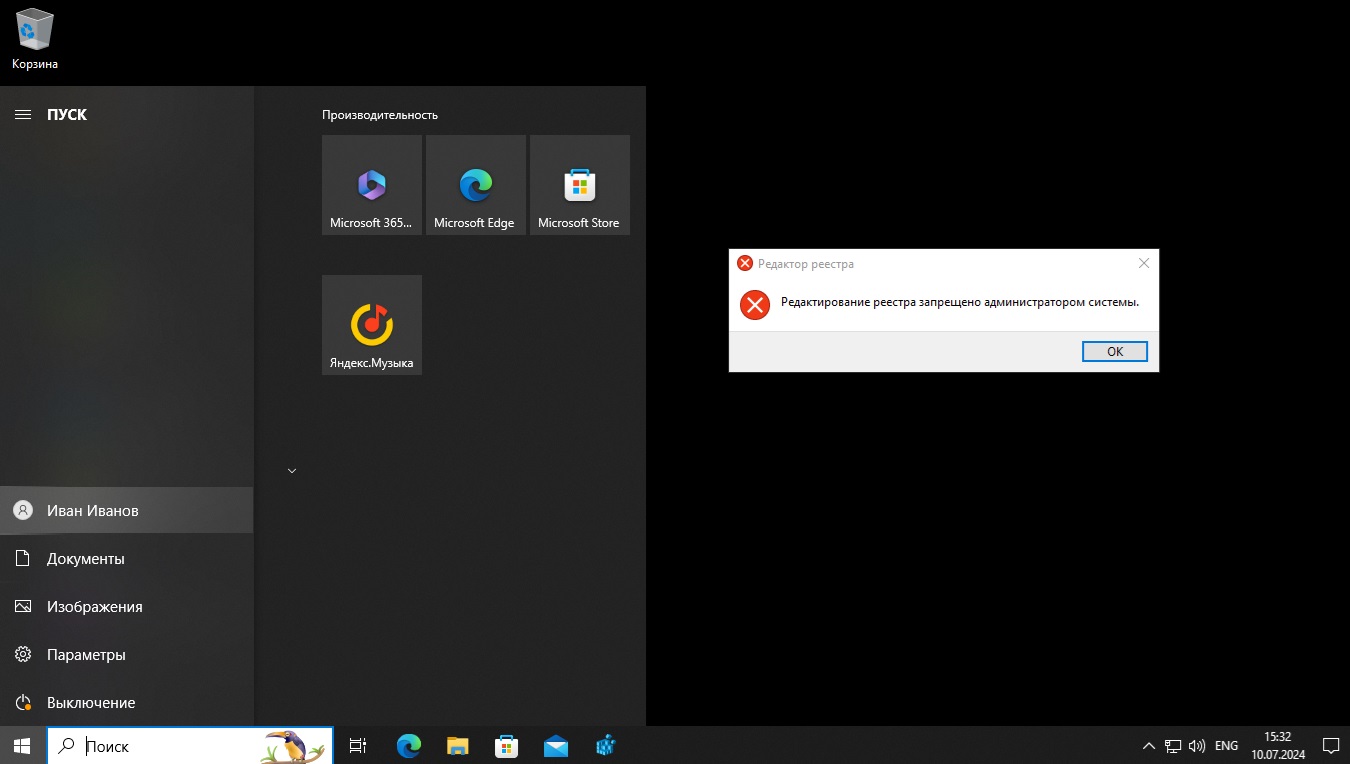 Корзина
ПУСК
Производительность
Microsoft 365...
Microsoft Edge
Microsoft Store
Яндекс.Музыка
Редактор реестра
Редактирование реестра запрещено администратором системы.
ОК
Иван Иванов
Документы
Изображения
Параметры
Выключение
Поиск
ENG
15:32
10.07.2024